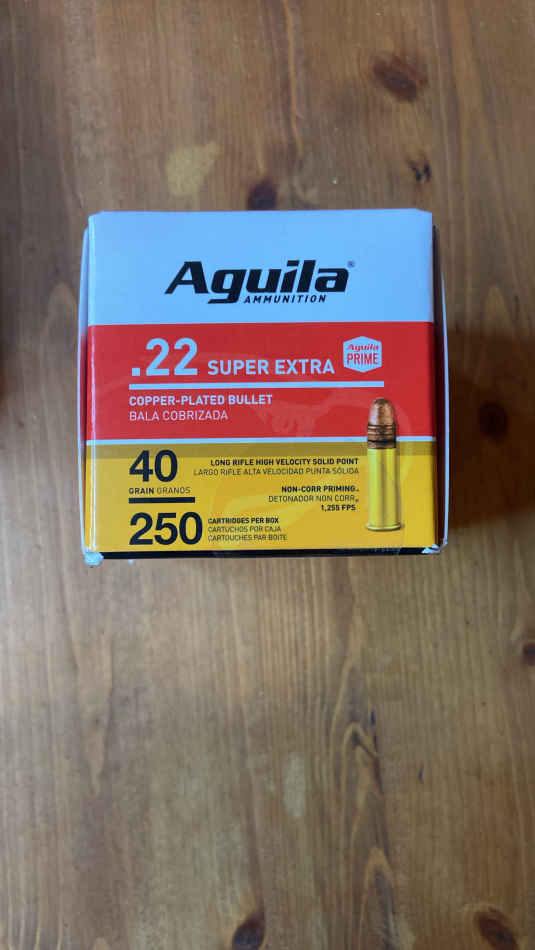 Aguila®
AMMUNITION
.22 SUPER EXTRA
Aguila
PRIME
COPPER-PLATED BULLET
BALA COBRIZADA
40
GRAIN GRANOS
LONG RIFLE HIGH VELOCITY SOLID POINT
LARGO RIFLE ALTA VELOCIDAD PUNTA SÓLIDA
NON-CORR PRIMING
DETONADOR NON CORR
1,255 FPS
250
CARTRIDGES PER BOX
CARTUCHOS POR CAJA
CARTOUCHES PAR BOITE